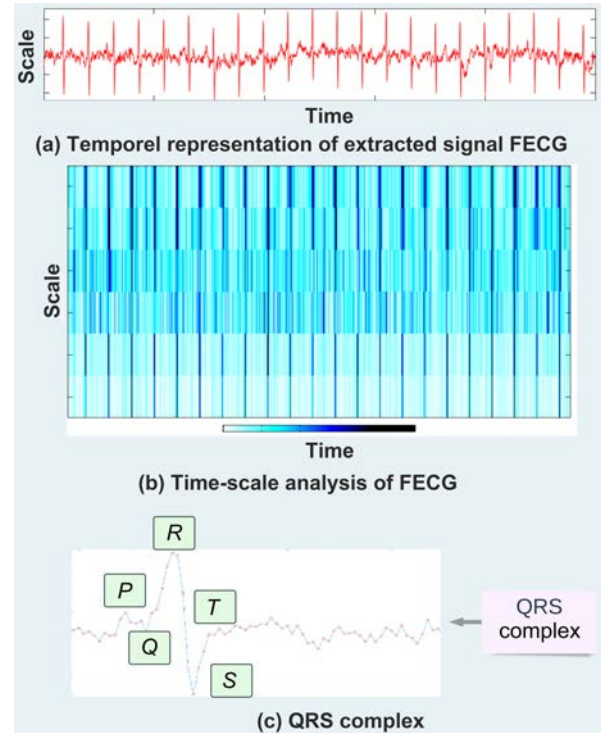 Scale
Time
(a) Temporel representation of extracted signal FECG
Scale
Time
(b) Time-scale analysis of FECG
R
P
T
Q
S
QRS
complex
(c) QRS complex